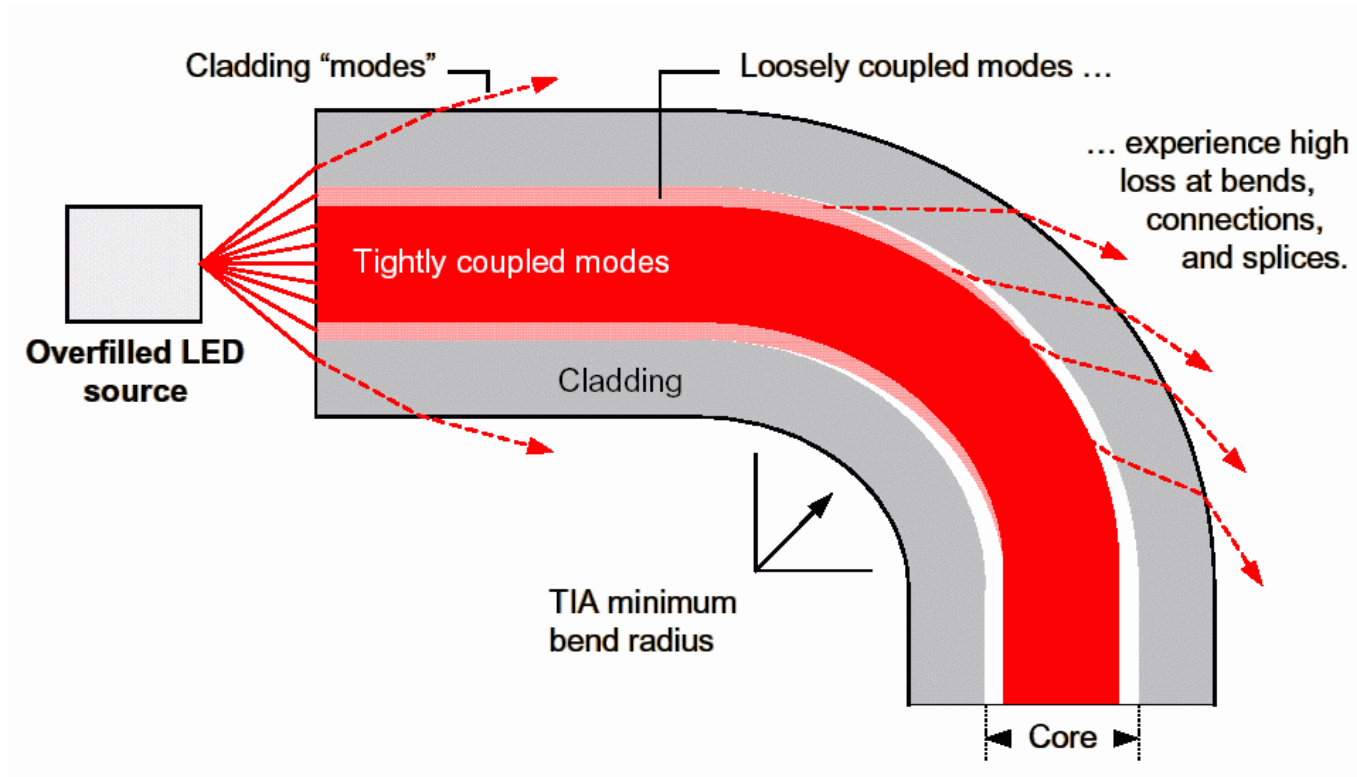 Cladding “modes”
Loosely coupled modes ...
... experience high
loss at bends,
connections,
and splices.
Tightly coupled modes
Overfilled LED
source
Cladding
TIA minimum
bend radius
Core